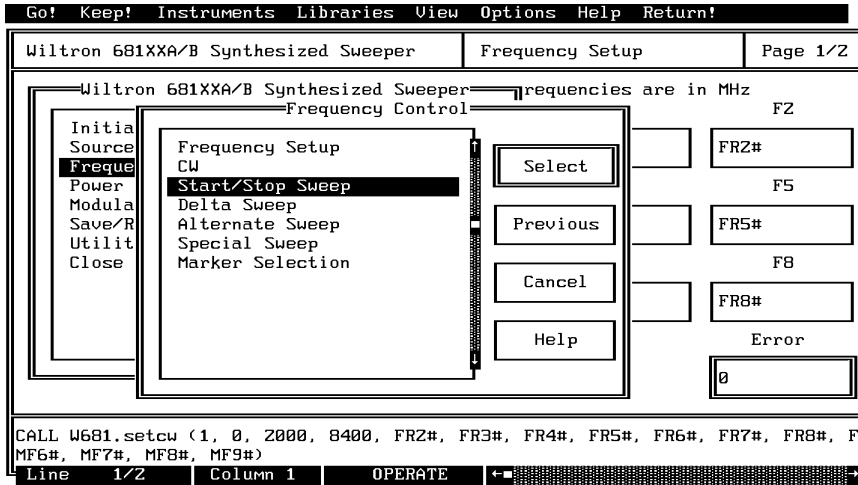 Go! Keep! Instruments Libraries View Options Help Return!
Wiltron 681XXA/B Synthesized Sweeper Frequency Setup Page 1/2
Wiltron 681XXA/B Synthesized Sweeper requencies are in MHz
Frequency Control F2
Initia
Source Frequency Setup FR2#
Freque CW Select
Power Start/Stop Sweep F5
Modula Delta Sweep
Save/R Alternate Sweep Previous FR5#
Utilit Special Sweep
Close Marker Selection F8
Cancel
FR8#
Help Error
0
CALL W681.setcw (1, 0, 2000, 8400, FR2#, FR3#, FR4#, FR5#, FR6#, FR7#, FR8#, F
MF6#, MF7#, MF8#, MF9#)
Line 1/2 Column 1 OPERATE